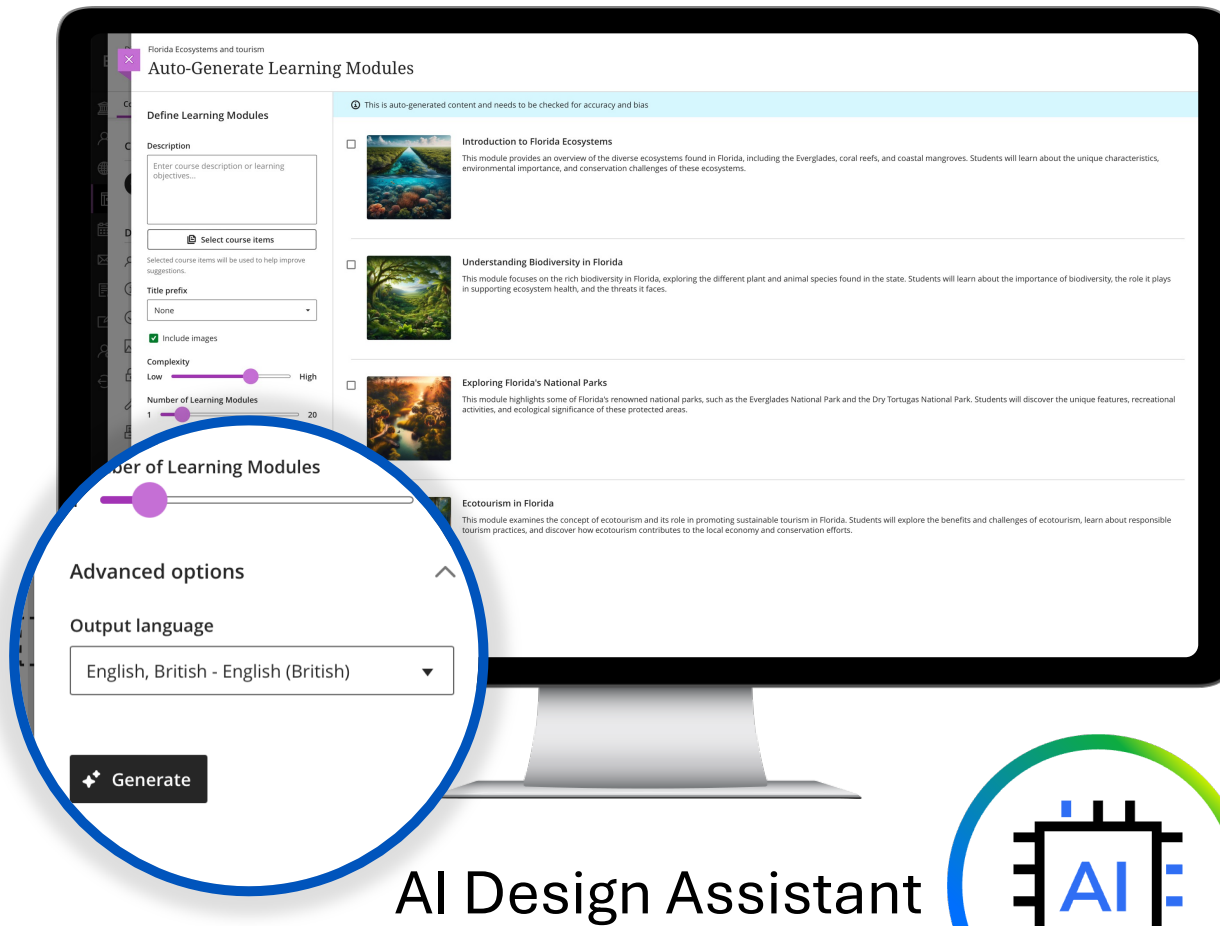 Florida Ecosystems and tourism
Auto-Generate Learning Modules
Define Learning Modules
Description
Enter course description or learning
objectives...
Select course items
Selected course items will be used to help improve
suggestions.
Title prefix
None
Include images
Complexity
Low
High
Number of Learning Modules
1
20
This is auto-generated content and needs to be checked for accuracy and bias
Introduction to Florida Ecosystems
This module provides an overview of the diverse ecosystems found in Florida, including the Everglades, coral reefs, and coastal mangroves. Students will learn about the unique characteristics,
environmental importance, and conservation challenges of these ecosystems.
Understanding Biodiversity in Florida
This module focuses on the rich biodiversity in Florida, exploring the different plant and animal species found in the state. Students will learn about the importance of biodiversity, the role it plays
in supporting ecosystem health, and the threats it faces.
Exploring Florida's National Parks
This module highlights some of Florida's renowned national parks, such as the Everglades National Park and the Dry Tortugas National Park. Students will discover the unique features, recreational
activities, and ecological significance of these protected areas.
Ecotourism in Florida
This module examines the concept of ecotourism and its role in promoting sustainable tourism in Florida. Students will explore the benefits and challenges of ecotourism, learn about responsible
tourism practices, and discover how ecotourism contributes to the local economy and conservation efforts.
ber of Learning Modules
Advanced options
Output language
English, British - English (British)
Generate
AI Design Assistant
AI